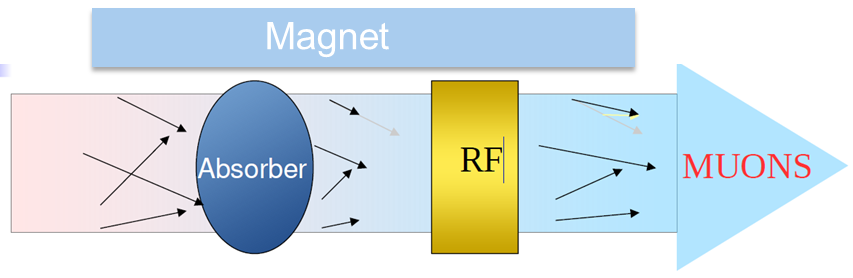 Magnet
Absorber
RF
MUONS